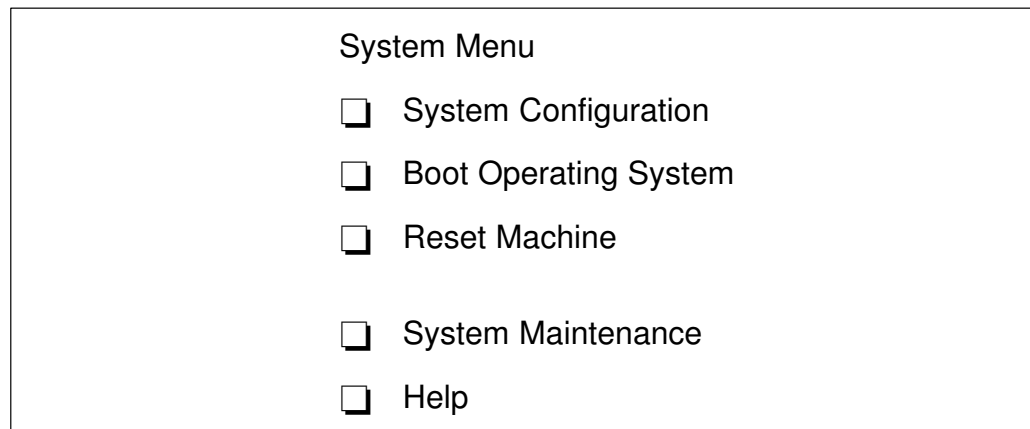 System Menu
System Configuration
Boot Operating System
Reset Machine
System Maintenance
Help